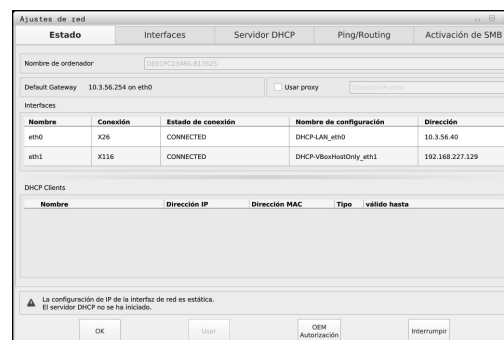 Ajustes de red
Estado Interfaces Servidor DHCP Ping/Routing Activación de SMB
Nombre de ordenador DE01PC23486-817625
Default Gateway 10.3.56.254 on eth0 Usar proxy
Interfaces
Nombre Conexión Estado de conexión Nombre de configuración Dirección
eth0 X26 CONNECTED DHCP-LAN_eth0 10.3.56.40
eth1 X116 CONNECTED DHCP-VBoxHostOnly_eth1 192.168.227.129
DHCP Clients
Nombre Dirección IP Dirección MAC Tipo válido hasta
La configuración de IP de la interfaz de red es estática.
El servidor DHCP no se ha iniciado.
OK Usar OEM Autorización Interrumpir